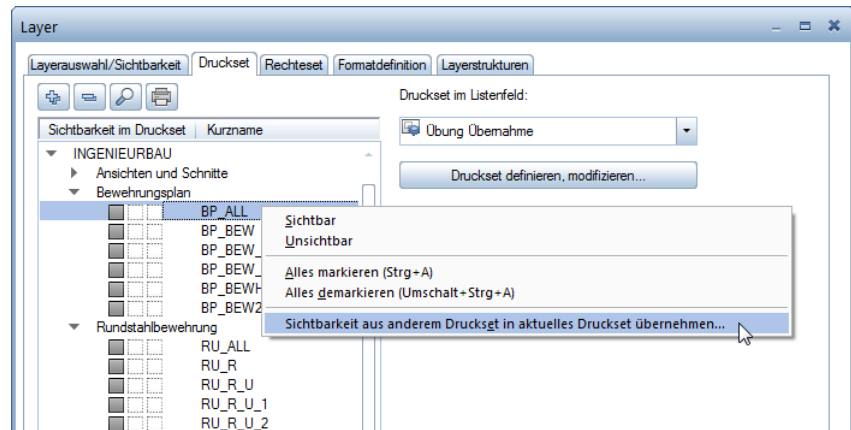 Layer
Layerauswahl/Sichtbarkeit Druckset Rechteset Formatdefinition Layerstrukturen
Druckset im Listenfeld:
Sichtbarkeit im Druckset Kurzname
Übung Übernahme
INGENIEURBAU
Ansichten und Schnitte
Druckset definieren, modifizieren...
Bewehrungsplan
BP_ALL
BP_BEW
BP_BEW_
BP_BEW_
BP_BEWH
BP_BEW2
Sichtbar
Unsichtbar
Alles markieren (Strg+A)
Alles demarkieren (Umschalt+Strg+A)
Sichtbarkeit aus anderem Druckset in aktuelles Druckset übernehmen...
Rundstahlbewehrung
RU_ALL
RU_R
RU_R_U
RU_R_U_1
RU_R_U_2